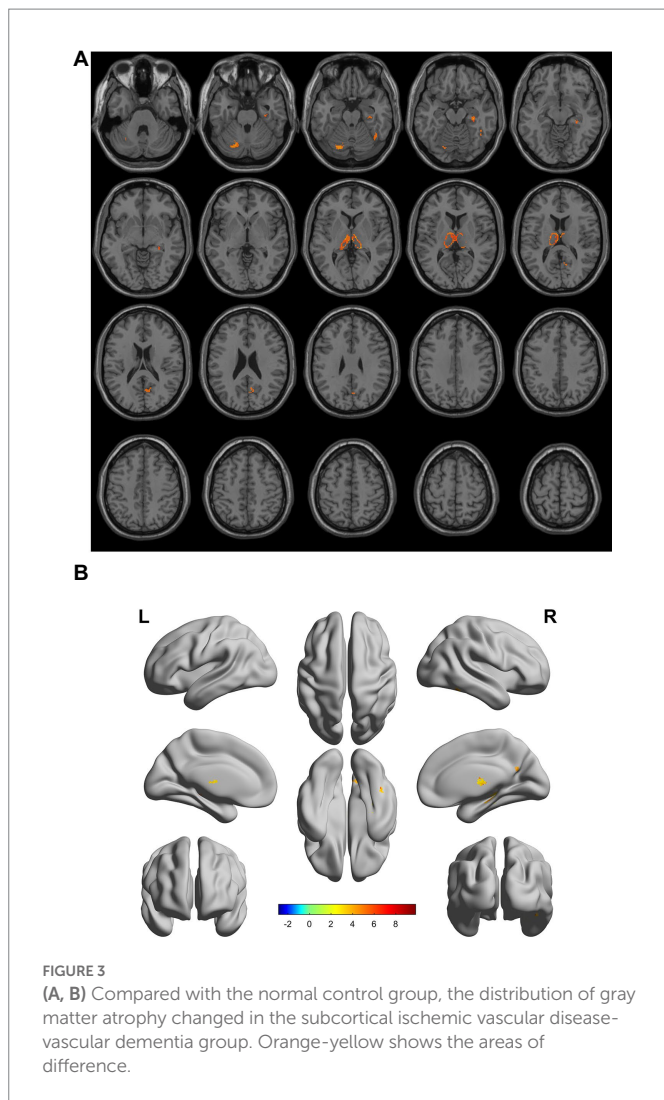 A
B
L
R
-2 0 2 4 6 8
FIGURE 3
(A, B) Compared with the normal control group, the distribution of gray
matter atrophy changed in the subcortical ischemic vascular disease-
vascular dementia group. Orange-yellow shows the areas of
difference.